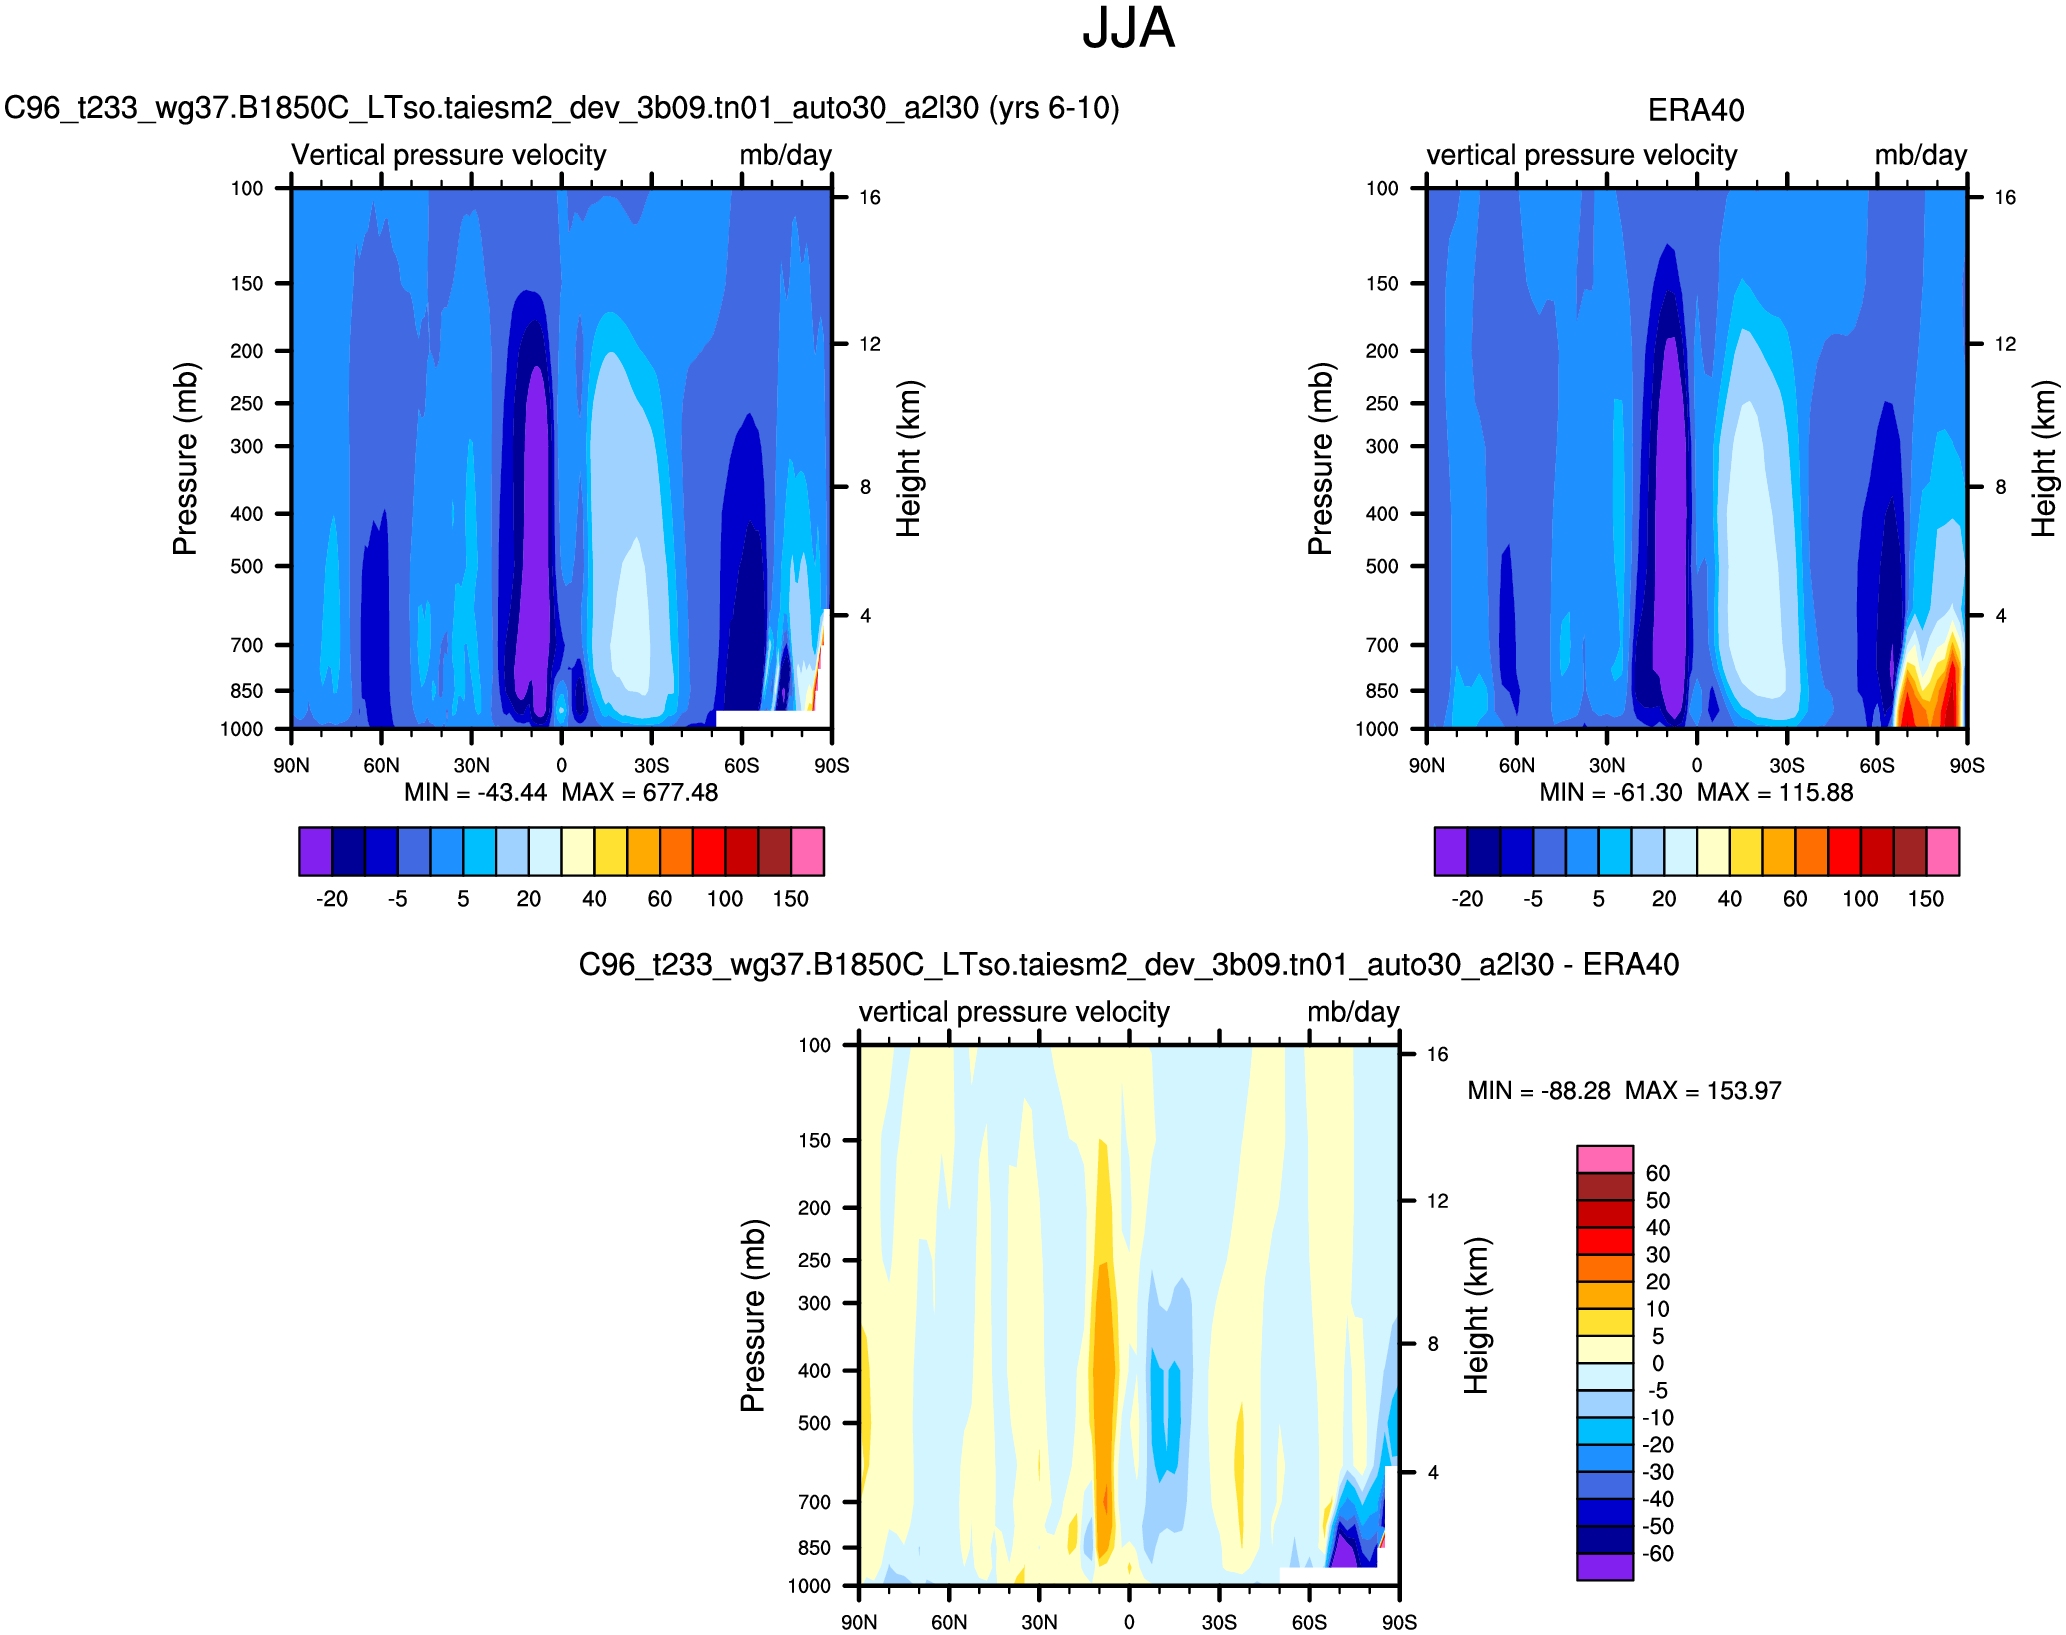 JJA
C96_t233_wg37.B1850C_LTso.taiesm2_dev_3b09.tn01_auto30_a2l30 (yrs 6-10)
Vertical pressure velocity mb/day
Pressure (mb)
100
150
200
250
300
400
500
700
850
1000
16
12
8
4
Height (km)
90N 60N 30N 0 30S 60S 90S
MIN = -43.44 MAX = 677.48
-20 -5 5 20 40 60 100 150
ERA40
vertical pressure velocity mb/day
Pressure (mb)
100
150
200
250
300
400
500
700
850
1000
16
12
8
4
Height (km)
90N 60N 30N 0 30S 60S 90S
MIN = -61.30 MAX = 115.88
-20 -5 5 20 40 60 100 150
C96_t233_wg37.B1850C_LTso.taiesm2_dev_3b09.tn01_auto30_a2l30 - ERA40
vertical pressure velocity mb/day
Pressure (mb)
100
150
200
250
300
400
500
700
850
1000
16
12
8
4
Height (km)
90N 60N 30N 0 30S 60S 90S
MIN = -88.28 MAX = 153.97
60
50
40
30
20
10
5
0
-5
-10
-20
-30
-40
-50
-60